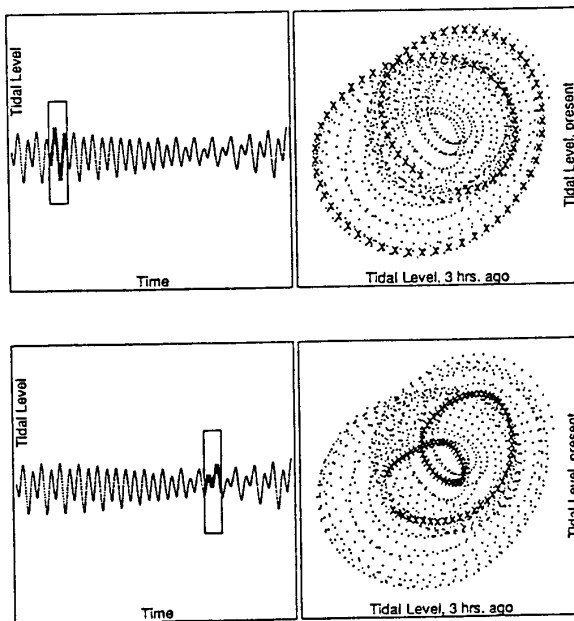 Tidal Level
Time
Tidal Level, 3 hrs. ago
Tidal Level, present
Tidal Level
Time
Tidal Level, 3 hrs. ago
Tidal Level, present